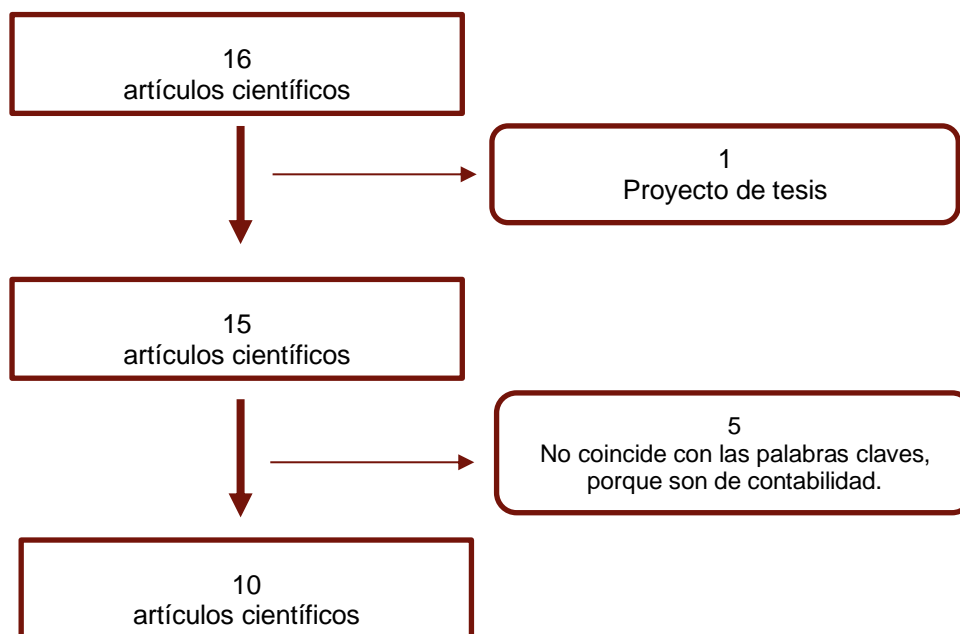 16
artículos científicos
1
Proyecto de tesis
15
artículos científicos
5
No coincide con las palabras claves,
porque son de contabilidad.
10
artículos científicos